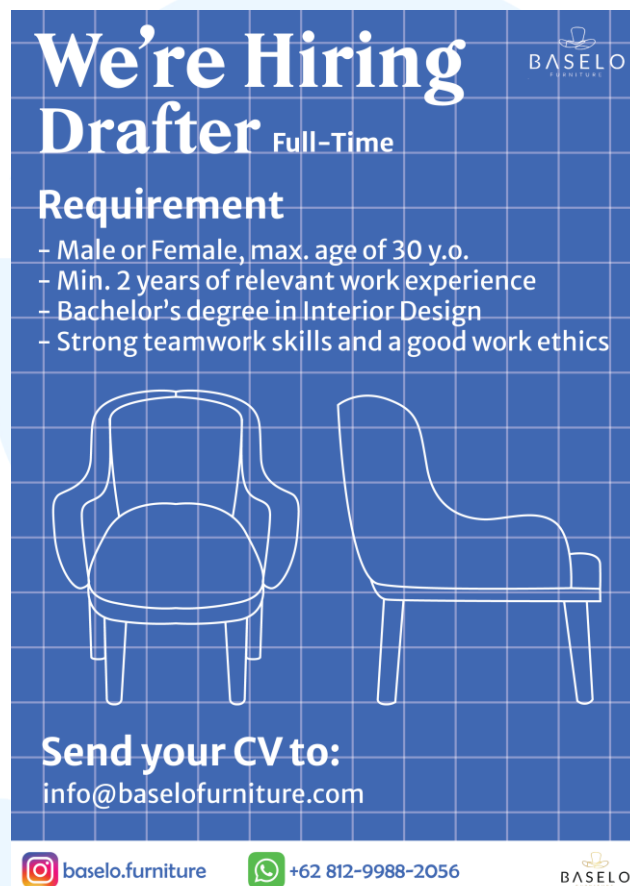 We're Hiring
BASELO
FURNITURE
Drafter Full-Time
Requirement
- Male or Female, max. age of 30 y.o.
- Min. 2 years of relevant work experience
- Bachelor's degree in Interior Design
- Strong teamwork skills and a good work ethics
Send your CV to:
info@baselofurniture.com
baselo.furniture
+62 812-9988-2056
BASELO